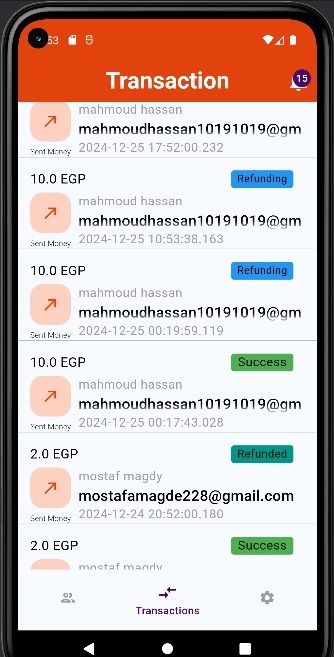 53
Transaction
15
mahmoud hassan
mahmoudhassan10191019@gm
Sent Money
2024-12-25 17:52:00.232
10.0 EGP
Refunding
mahmoud hassan
mahmoudhassan10191019@gm
Sent Money
2024-12-25 10:53:38.163
10.0 EGP
Refunding
mahmoud hassan
mahmoudhassan10191019@gm
Sent Money
2024-12-25 00:19:59.119
10.0 EGP
Success
mahmoud hassan
mahmoudhassan10191019@gm
Sent Money
2024-12-25 00:17:43.028
2.0 EGP
Refunded
mostaf magdy
mostafamagde228@gmail.com
Sent Money
2024-12-24 20:52:00.180
2.0 EGP
Success
mostaf magdy
Transactions